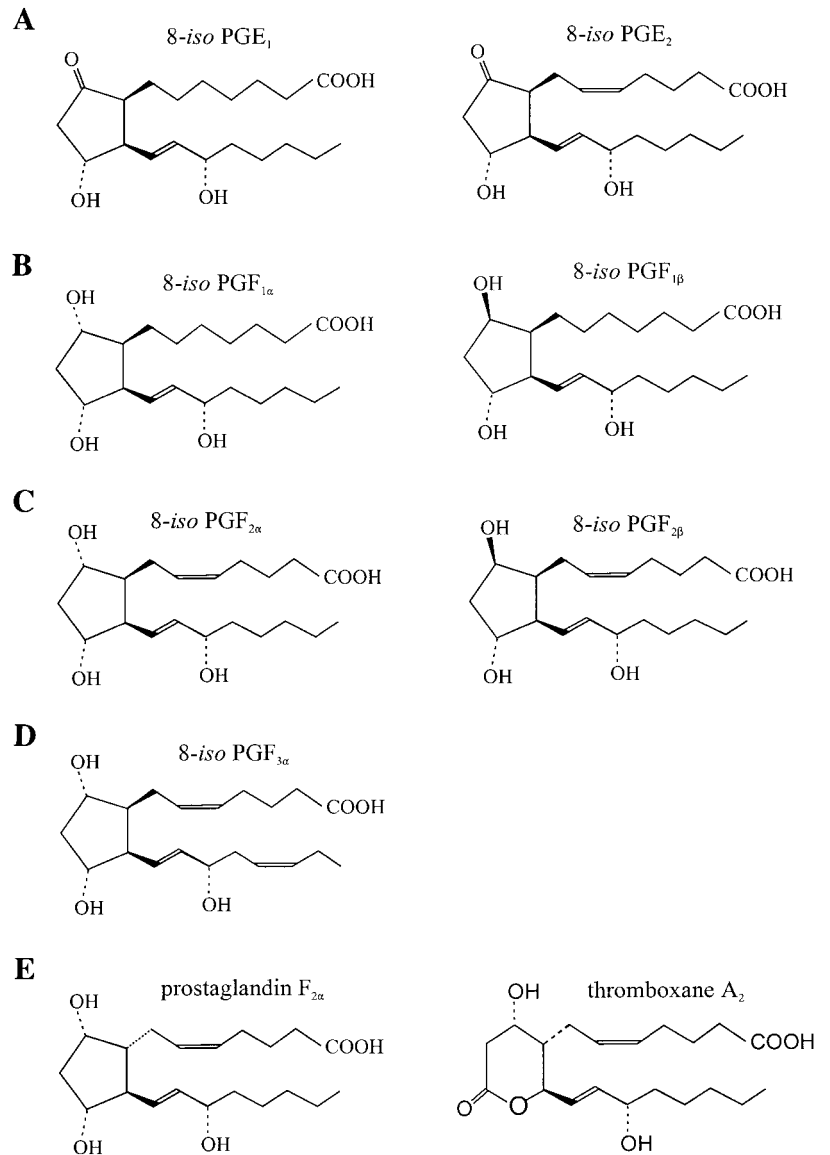 A
8-iso PGE₁
8-iso PGE₂
O
COOH
OH
OH
O
COOH
OH
OH
B
8-iso PGF₁α
8-iso PGF₁β
OH
COOH
OH
OH
OH
COOH
OH
OH
C
8-iso PGF₂α
8-iso PGF₂β
OH
COOH
OH
OH
OH
COOH
OH
OH
D
8-iso PGF₃α
OH
COOH
OH
OH
E
prostaglandin F₂α
thromboxane A₂
OH
COOH
OH
OH
OH
COOH
O
O
OH